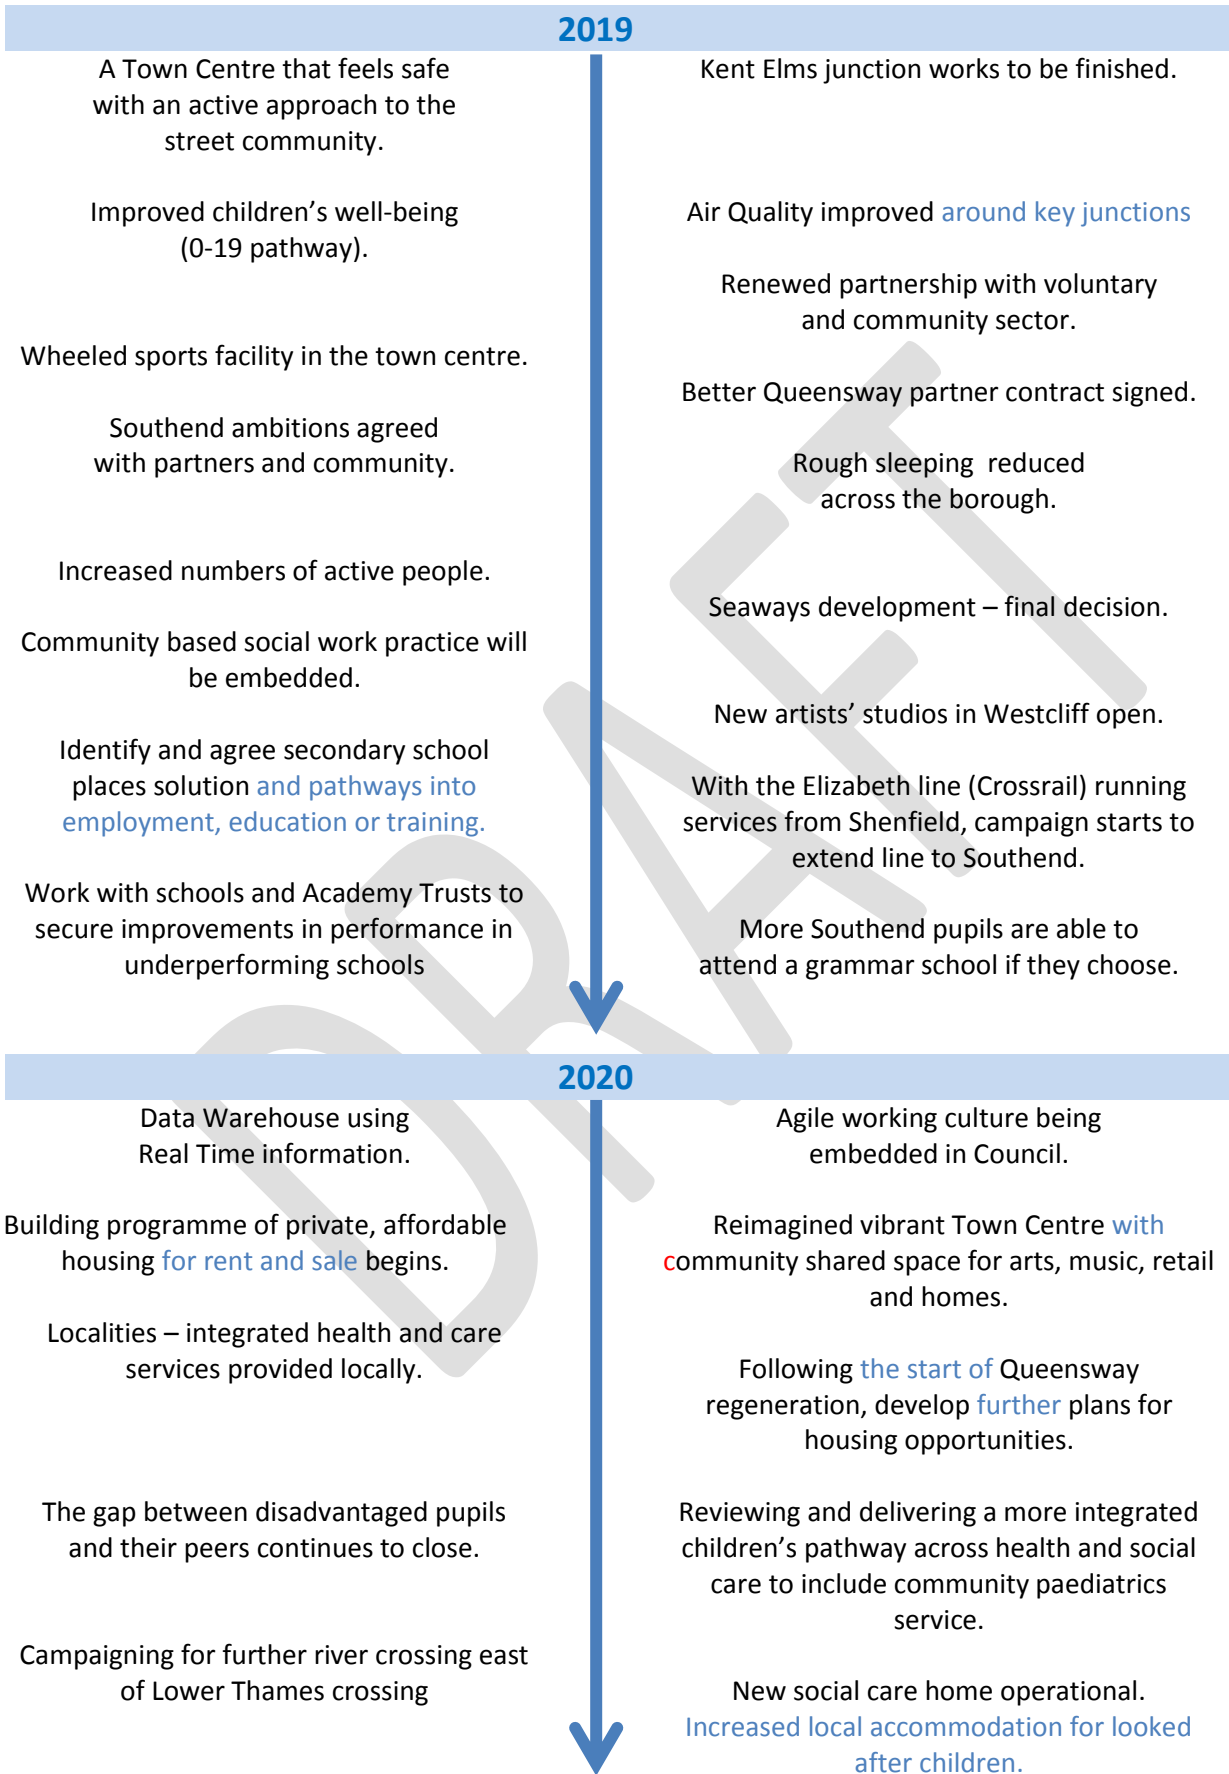 2019
A Town Centre that feels safe
with an active approach to the
street community.
Improved children’s well-being
(0-19 pathway).
Wheeled sports facility in the town centre.
Southend ambitions agreed
with partners and community.
Increased numbers of active people.
Community based social work practice will
be embedded.
Identify and agree secondary school
places solution and pathways into
employment, education or training.
Work with schools and Academy Trusts to
secure improvements in performance in
underperforming schools
Kent Elms junction works to be finished.
Air Quality improved around key junctions
Renewed partnership with voluntary
and community sector.
Better Queensway partner contract signed.
Rough sleeping reduced
across the borough.
Seaways development – final decision.
New artists’ studios in Westcliff open.
With the Elizabeth line (Crossrail) running
services from Shenfield, campaign starts to
extend line to Southend.
More Southend pupils are able to
attend a grammar school if they choose.
2020
Data Warehouse using
Real Time information.
Building programme of private, affordable
housing for rent and sale begins.
Localities – integrated health and care
services provided locally.
The gap between disadvantaged pupils
and their peers continues to close.
Campaigning for further river crossing east
of Lower Thames crossing
Agile working culture being
embedded in Council.
Reimagined vibrant Town Centre with
community shared space for arts, music, retail
and homes.
Following the start of Queensway
regeneration, develop further plans for
housing opportunities.
Reviewing and delivering a more integrated
children’s pathway across health and social
care to include community paediatrics
service.
New social care home operational.
Increased local accommodation for looked
after children.
DRAFT